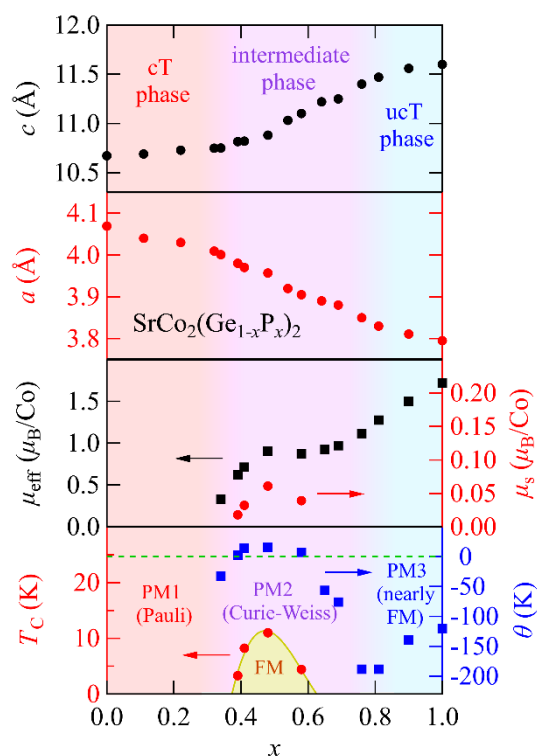 12.0
11.5
11.0
10.5
c (Å)
cT
phase
intermediate
phase
ucT
phase
4.1
4.0
3.9
3.8
a (Å)
SrCo2(Ge1-xPx)2
1.5
1.0
0.5
0.0
μeff (μB/Co)
0.20
0.15
0.10
0.05
0.00
μs (μB/Co)
20
10
0
TC (K)
PM1
(Pauli)
PM2
(Curie-Weiss)
PM3
(nearly
FM)
FM
0
-50
-100
-150
-200
θ (K)
0.0 0.2 0.4 0.6 0.8 1.0
x